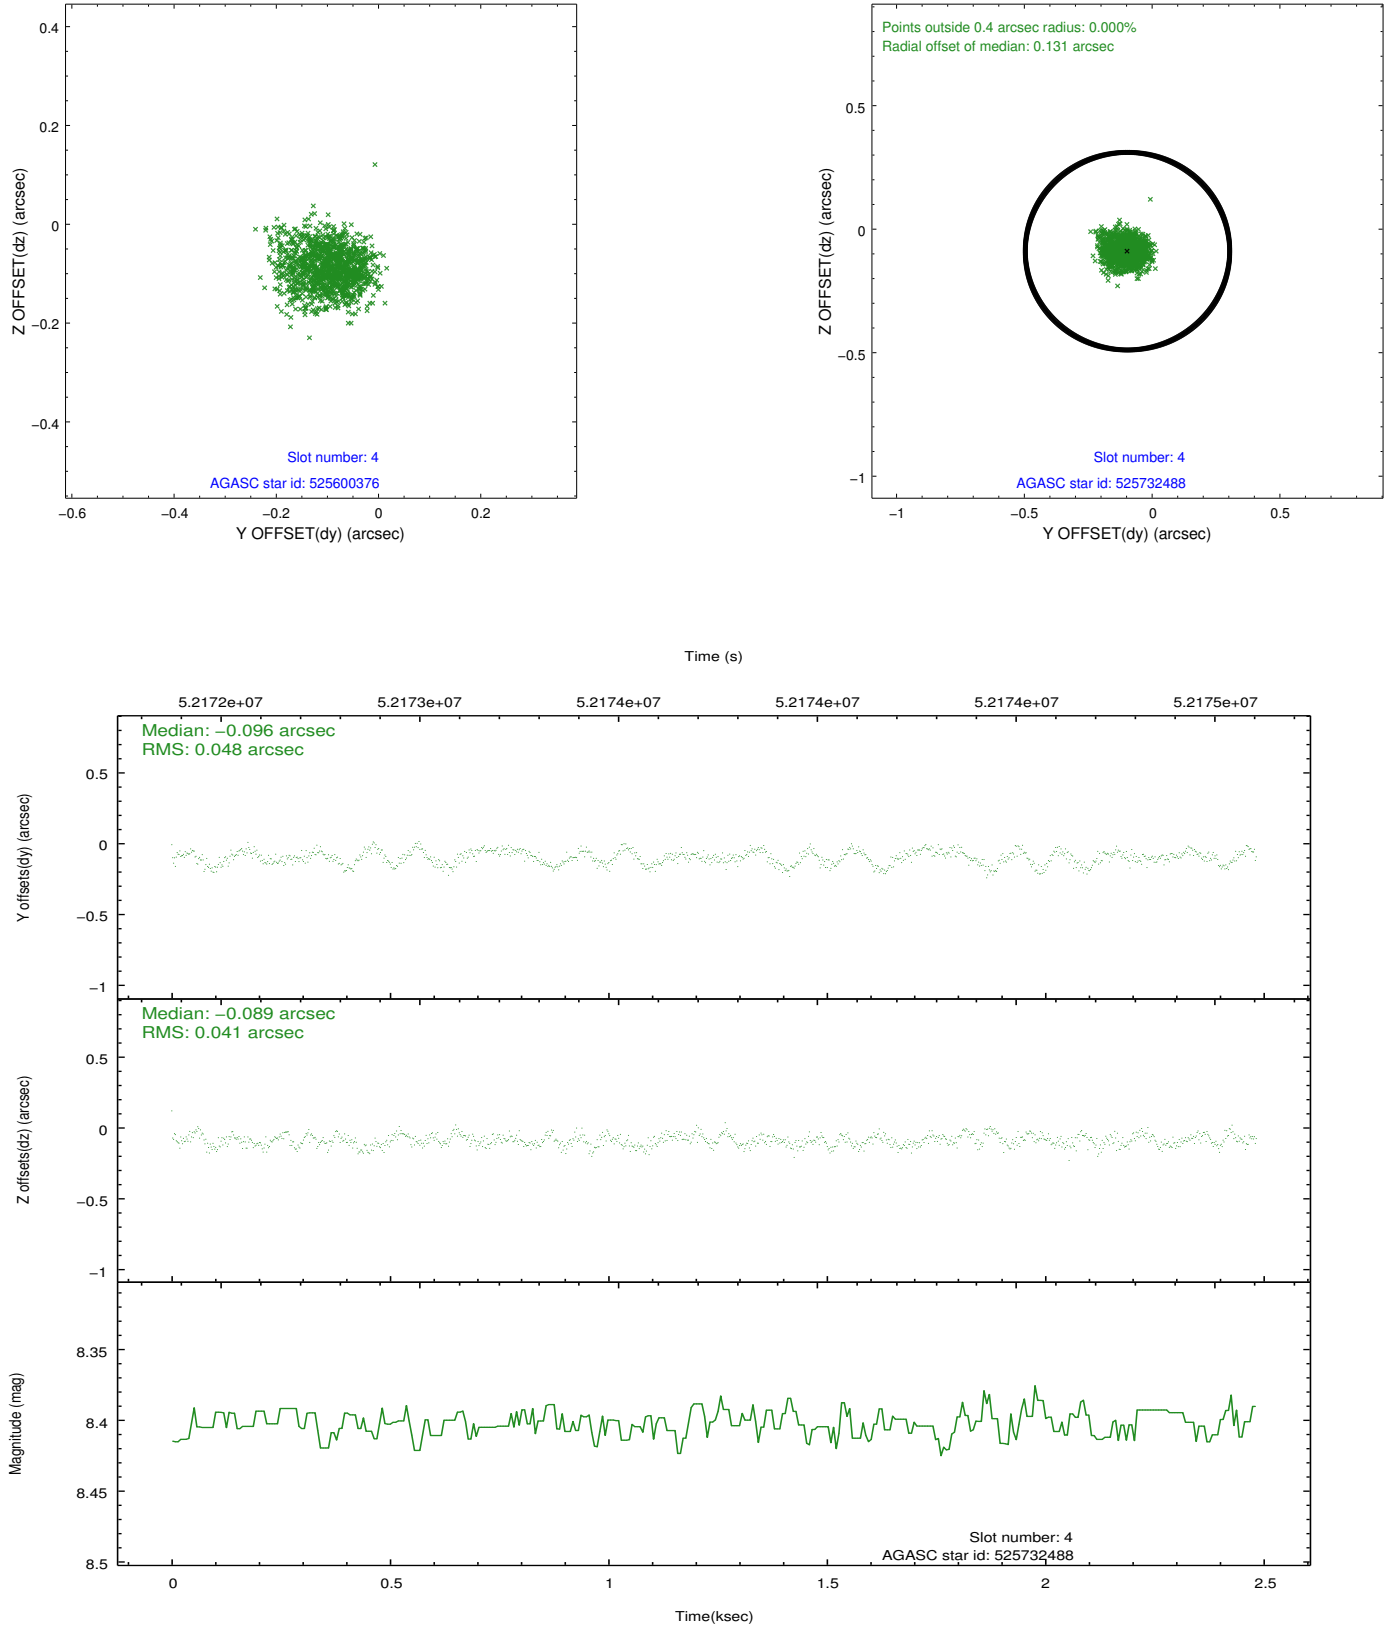 0.4
0.2
0
−0.2
−0.4
Z OFFSET(dz) (arcsec)
Slot number: 4
AGASC star id: 525600376
−0.6
−0.4
−0.2
0
0.2
Y OFFSET(dy) (arcsec)
Points outside 0.4 arcsec radius: 0.000%
Radial offset of median: 0.131 arcsec
0.5
0
−0.5
−1
Z OFFSET(dz) (arcsec)
Slot number: 4
AGASC star id: 525732488
−1
−0.5
0
0.5
Y OFFSET(dy) (arcsec)
Time (s)
5.2172e+07
5.2173e+07
5.2174e+07
5.2174e+07
5.2174e+07
5.2175e+07
Median: −0.096 arcsec
RMS: 0.048 arcsec
0.5
0
−0.5
−1
Y offsets(dy) (arcsec)
Median: −0.089 arcsec
RMS: 0.041 arcsec
0.5
0
−0.5
−1
Z offsets(dz) (arcsec)
8.35
8.4
8.45
8.5
Magnitude (mag)
Slot number: 4
AGASC star id: 525732488
0
0.5
1
1.5
2
2.5
Time(ksec)